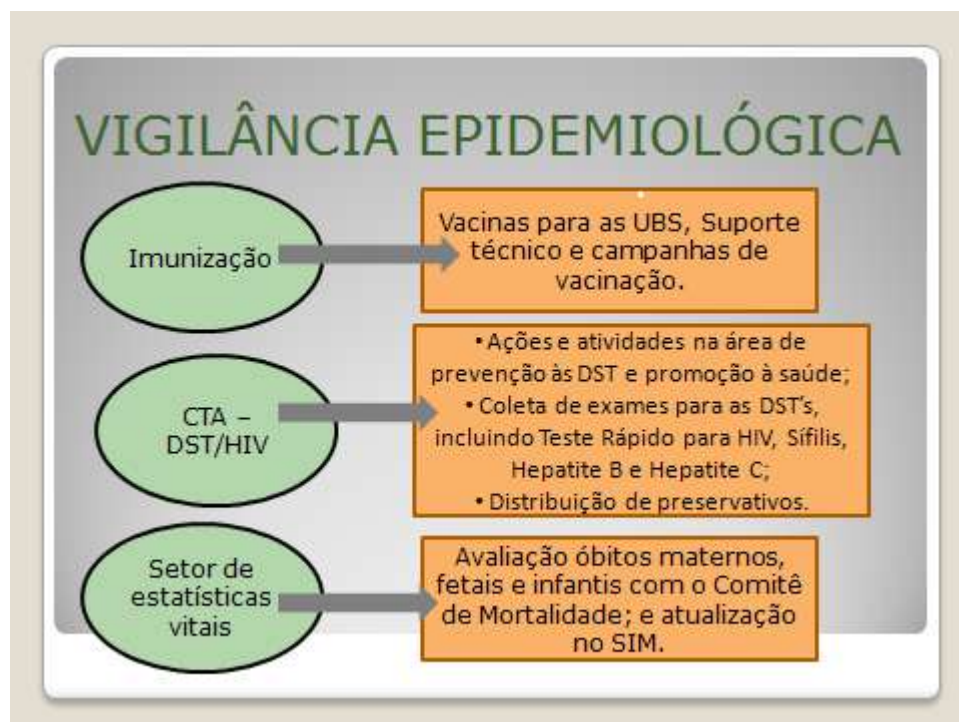 VIGILÂNCIA EPIDEMIOLÓGICA
Imunização
Vacinas para as UBS, Suporte
técnico e campanhas de
vacinação.
CTA –
DST/HIV
• Ações e atividades na área de
prevenção às DST e promoção à saúde;
• Coleta de exames para as DST’s,
incluindo Teste Rápido para HIV, Sífilis,
Hepatite B e Hepatite C;
• Distribuição de preservativos.
Setor de
estatísticas
vitais
Avaliação óbitos maternos,
fetais e infantis com o Comitê
de Mortalidade; e atualização
no SIM.